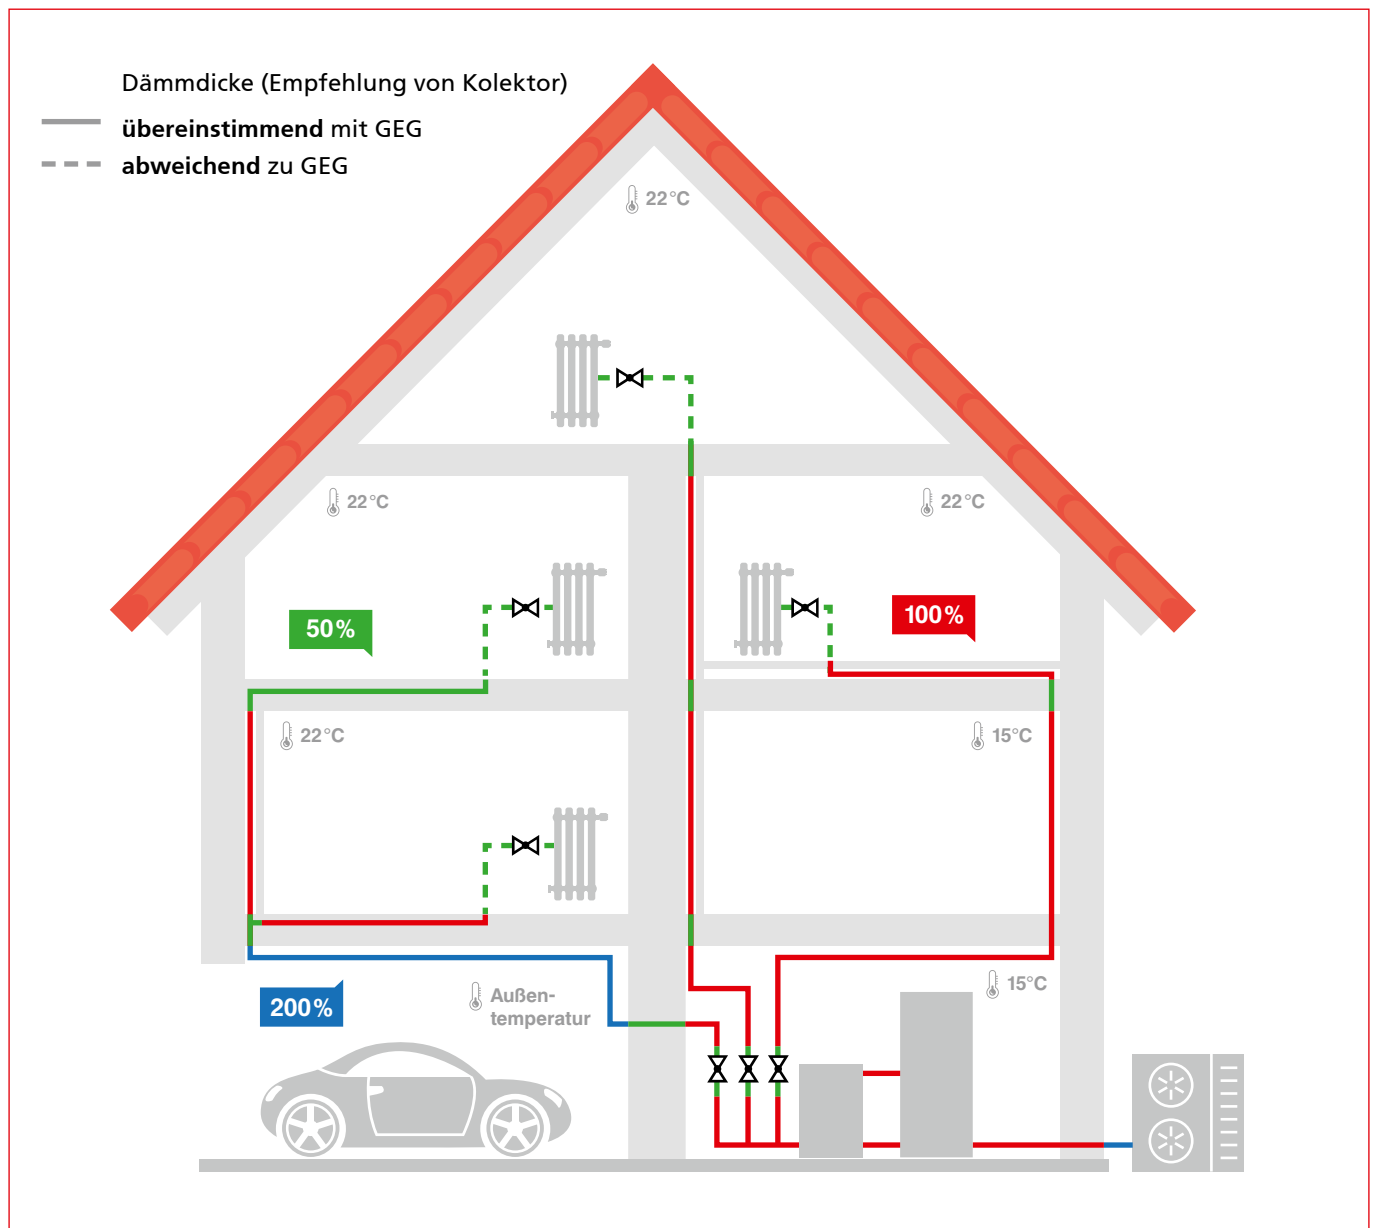 Dämmdicke (Empfehlung von Kolektor)
übereinstimmend mit GEG
abweichend zu GEG
22°C
22°C
22°C
50%
100%
22°C
15°C
200%
Außen-
temperatur
15°C